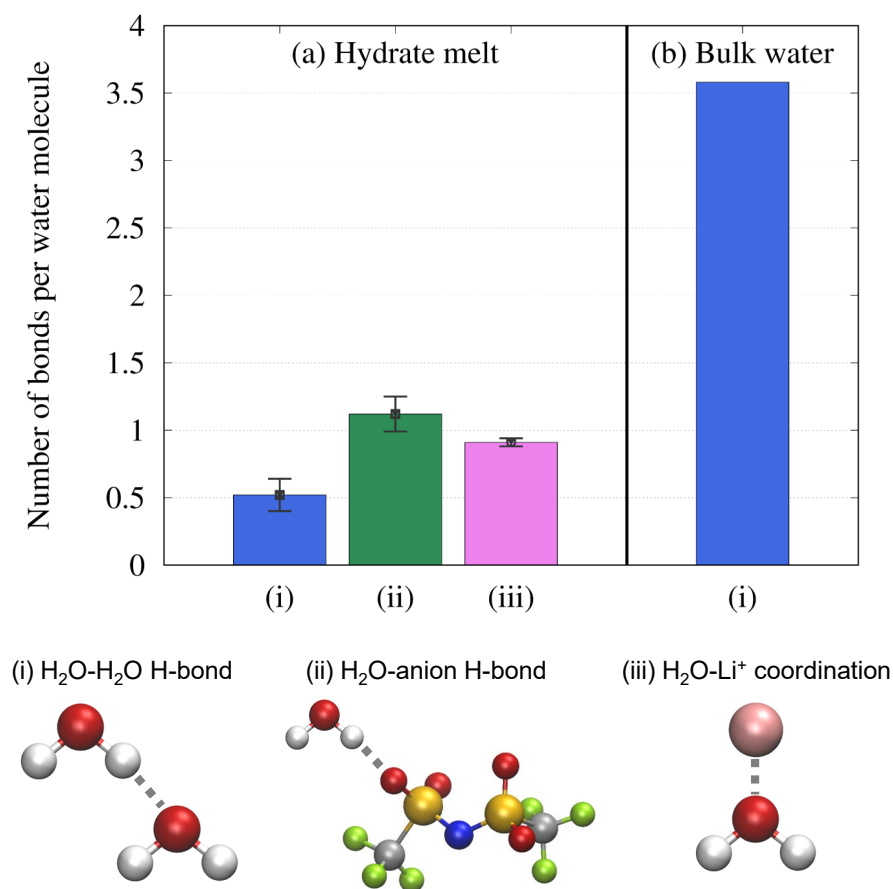 (a) Hydrate melt
(b) Bulk water
Number of bonds per water molecule
4
3.5
3
2.5
2
1.5
1
0.5
0
(i)
(ii)
(iii)
(i)
(i) H₂O-H₂O H-bond
(ii) H₂O-anion H-bond
(iii) H₂O-Li⁺ coordination